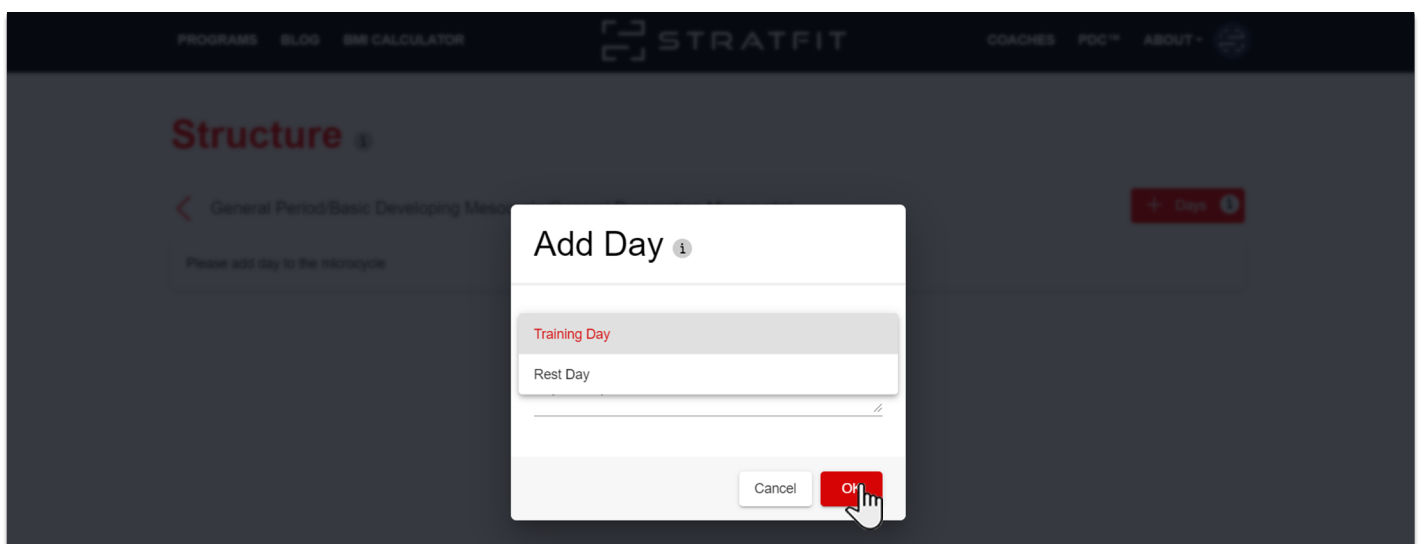 PROGRAMS BLOG BMI CALCULATOR STRATFIT COACHES PDC™ ABOUT
Structure i
General Period/Basic Developing
+ Days i
Please add day to the microcycle
Add Day i
Training Day
Rest Day
Cancel OK